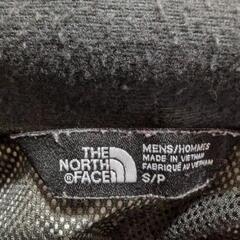 THE
NORTH
FACE
®
MENS/HOMMES
MADE IN VIETNAM
FABRIQUÉ AU VIETNAM
S/P